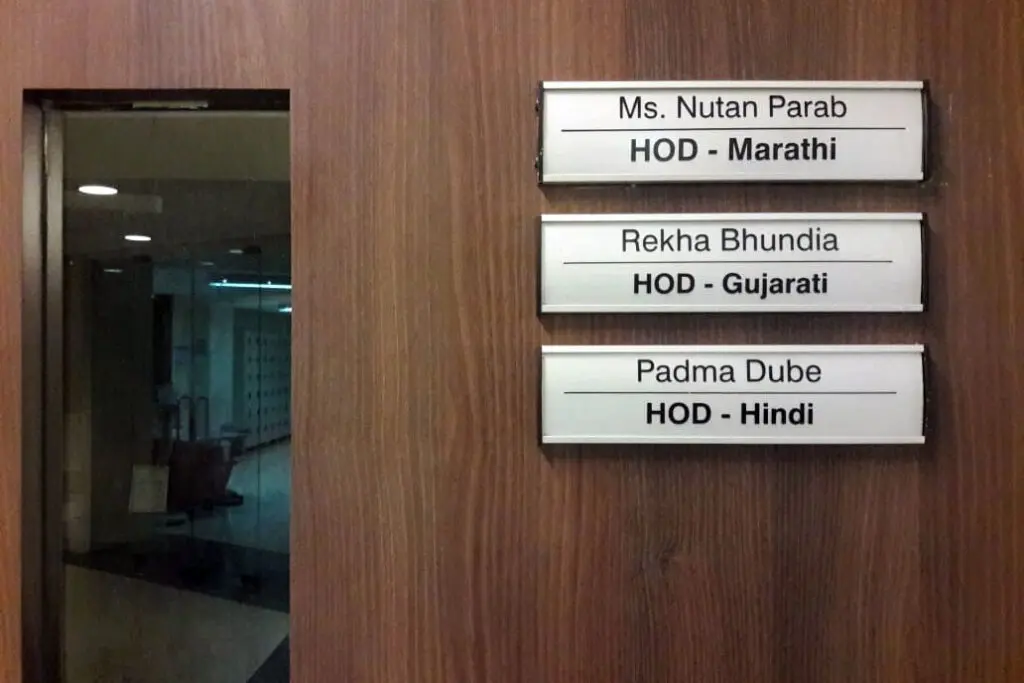 Ms. Nutan Parab
HOD - Marathi
Rekha Bhundia
HOD - Gujarati
Padma Dube
HOD - Hindi